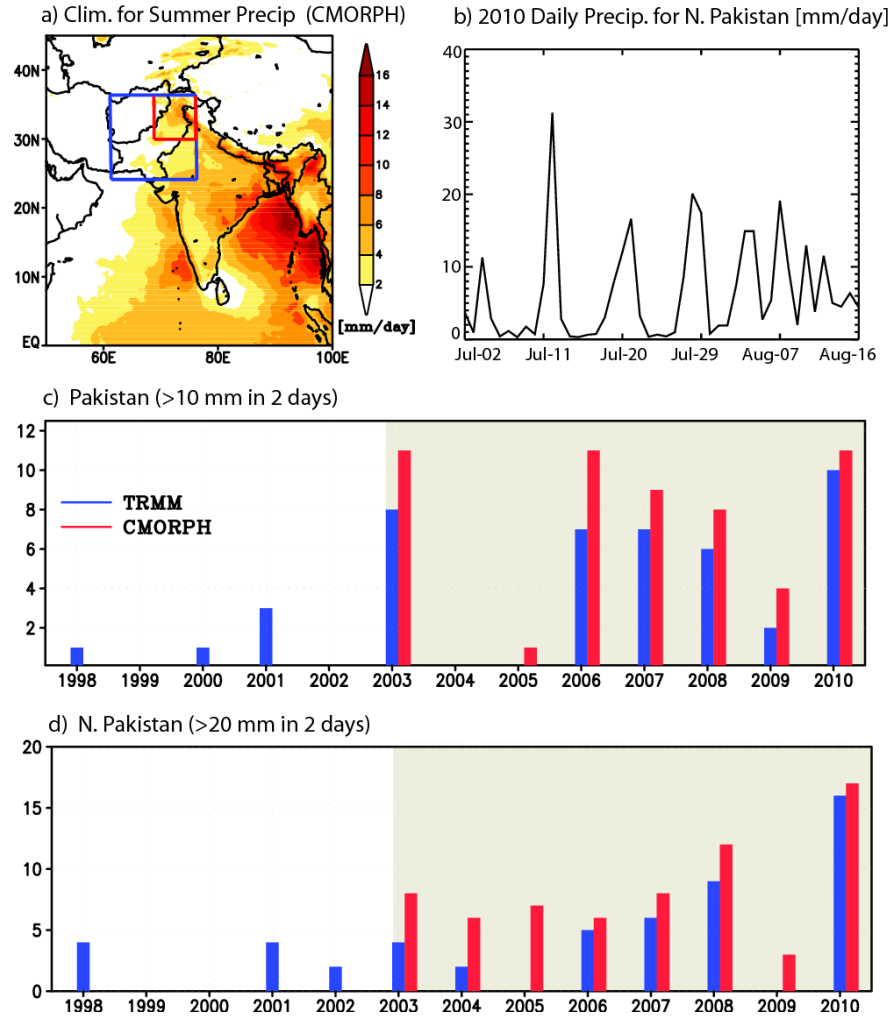 a) Clim. for Summer Precip (CMORPH)
40N
30N
20N
10N
EQ
60E 80E 100E
16
14
12
10
8
6
4
2
[mm/day]
b) 2010 Daily Precip. for N. Pakistan [mm/day]
40
30
20
10
0
Jul-02 Jul-11 Jul-20 Jul-29 Aug-07 Aug-16
c) Pakistan (>10 mm in 2 days)
12
10
8
6
4
2
TRMM
CMORPH
1998 1999 2000 2001 2002 2003 2004 2005 2006 2007 2008 2009 2010
d) N. Pakistan (>20 mm in 2 days)
20
15
10
5
0
1998 1999 2000 2001 2002 2003 2004 2005 2006 2007 2008 2009 2010